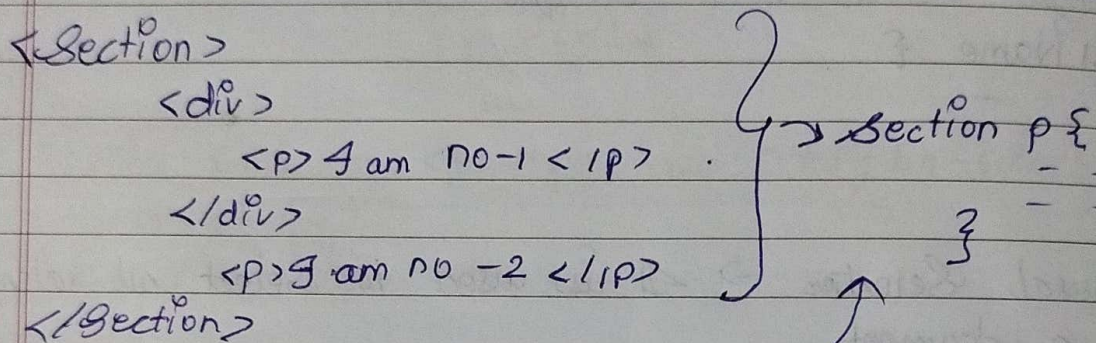 <Section>
<div>
<p> I am no-1 </p>
</div>
<p> I am no-2 </p>
</Section>
→ section p {
- -
- -
}